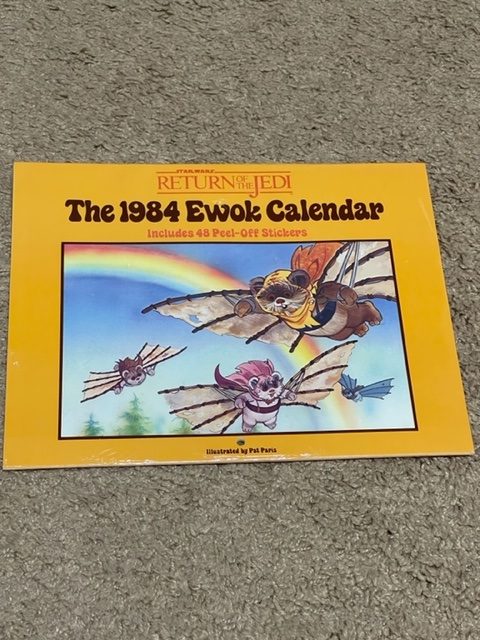 STAR WARS
RETURN OF THE JEDI
The 1984 Ewok Calendar
Includes 48 Peel-Off Stickers
Illustrated by Pat Paris